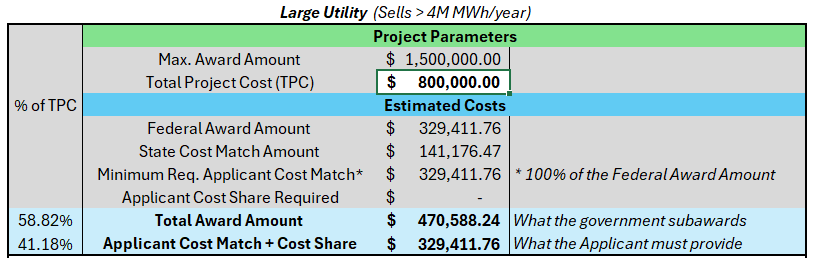 Large Utility (Sells > 4M MWh/year)
Project Parameters
Max. Award Amount $ 1,500,000.00
Total Project Cost (TPC) $ 800,000.00
% of TPC Estimated Costs
Federal Award Amount $ 329,411.76
State Cost Match Amount $ 141,176.47
Minimum Req. Applicant Cost Match* $ 329,411.76 * 100% of the Federal Award Amount
Applicant Cost Share Required $ -
58.82% Total Award Amount $ 470,588.24 What the government subawards
41.18% Applicant Cost Match + Cost Share $ 329,411.76 What the Applicant must provide